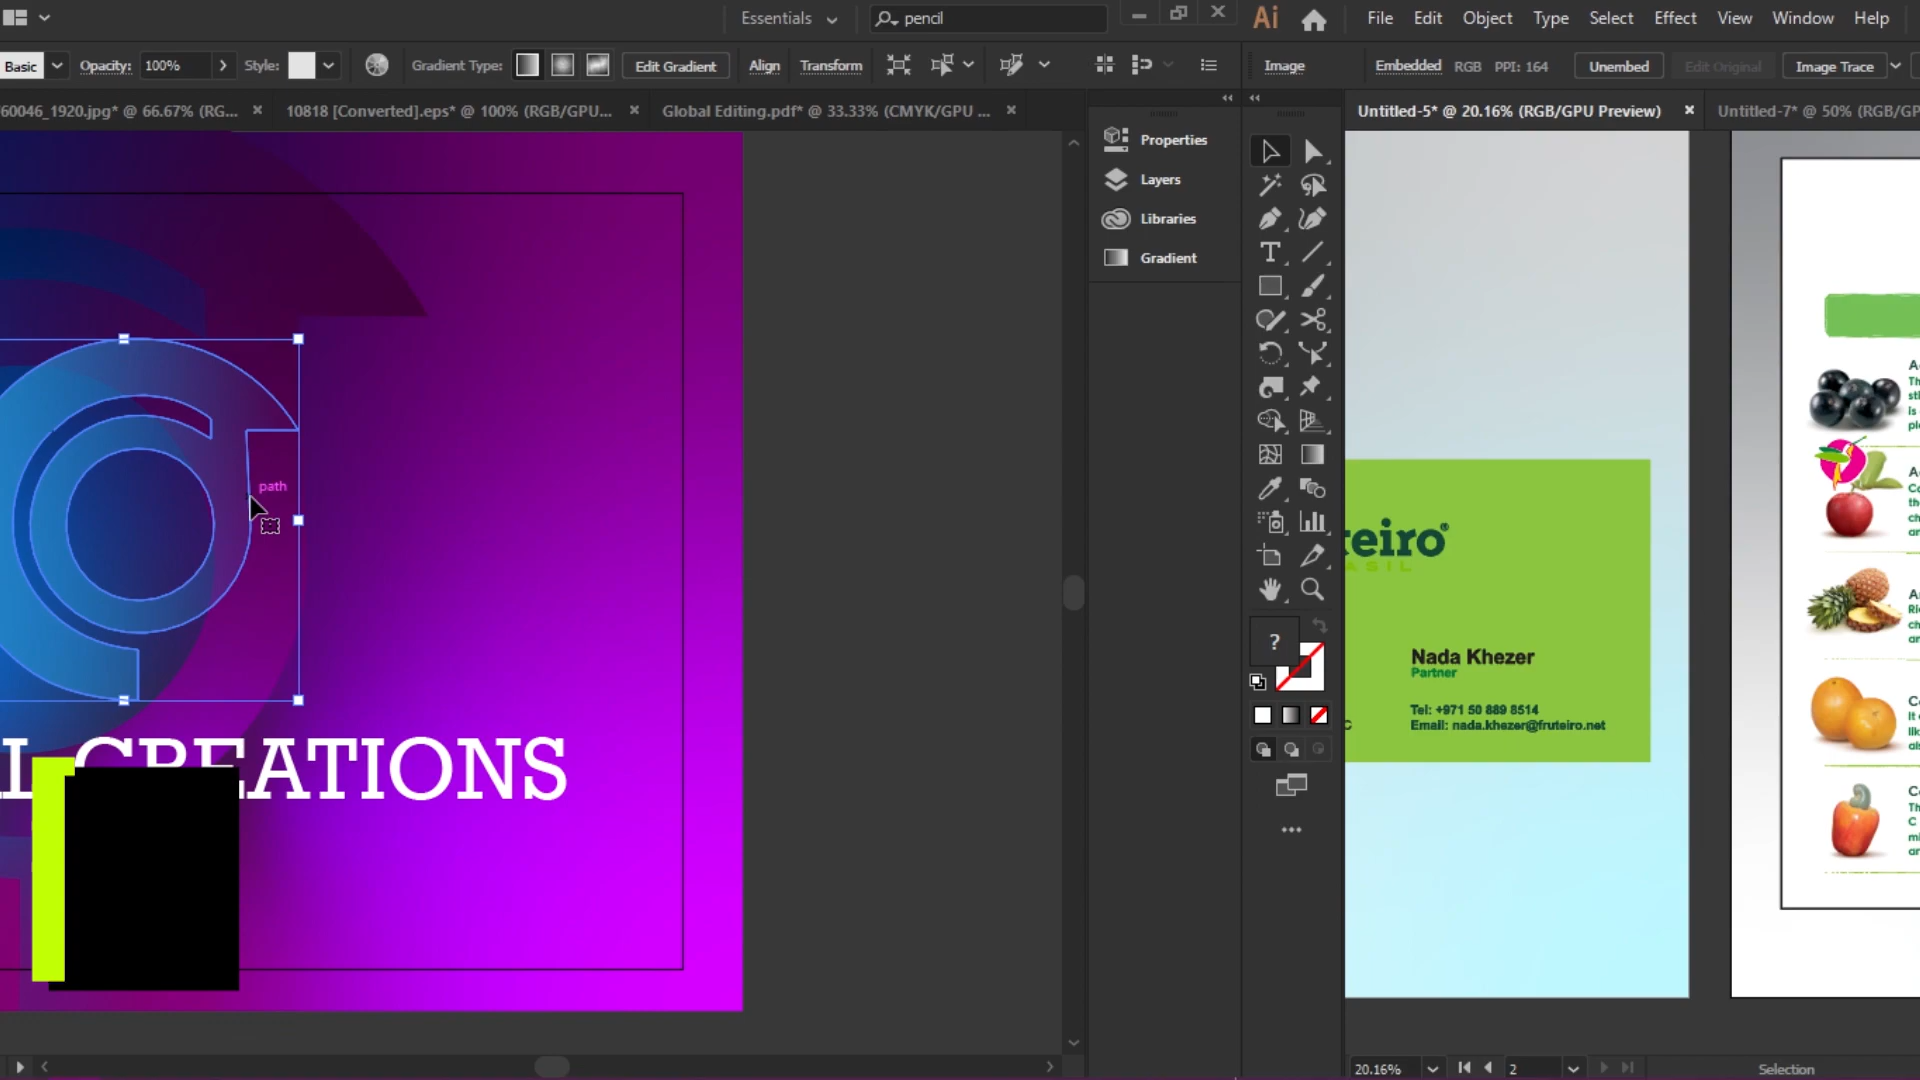 Essentials
pencil
Ai
File Edit Object Type Select Effect View Window Help
Basic Opacity: 100% Style: Gradient Type: Edit Gradient Align Transform
Image Embedded RGB PPI: 164 Unembed Edit Original Image Trace
60046_1920.jpg* @ 66.67% (RG... 10818 [Converted].eps* @ 100% (RGB/GPU... Global Editing.pdf* @ 33.33% (CMYK/GPU ...
Untitled-5* @ 20.16% (RGB/GPU Preview) Untitled-7* @ 50% (RGB/GP
Properties
Layers
Libraries
Gradient
path
L CREATIONS
?
teiro®
ASIL
Nada Khezer
Partner
Tel: +971 50 889 8514
Email: nada.khezer@fruteiro.net
20.16% 2 Selection